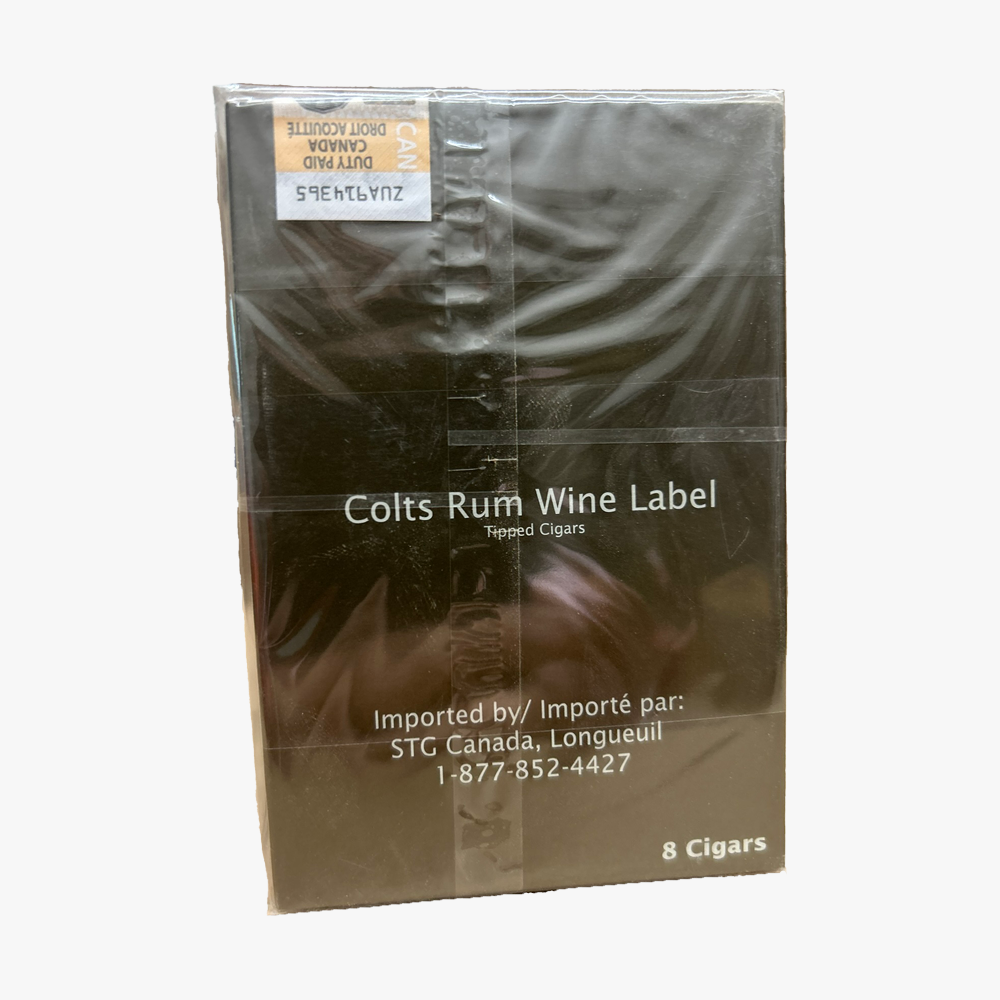 CAN
DUTY PAID
CANADA
DROIT ACQUITTÉ
ZUA914365
Colts Rum Wine Label
Tipped Cigars
Imported by/ Importé par:
STG Canada, Longueuil
1-877-852-4427
8 Cigars